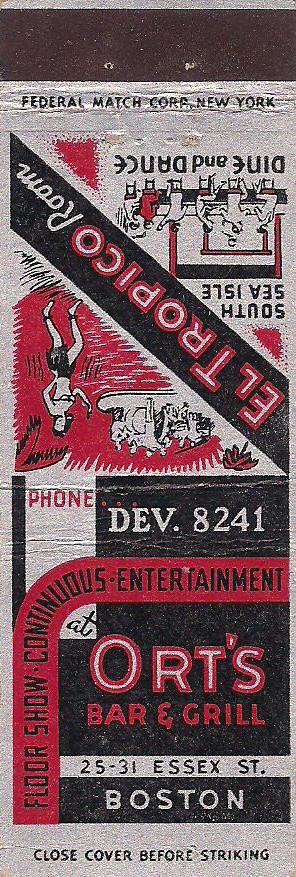 FEDERAL MATCH CORP. NEW YORK
DINE and DANCE
SOUTH
SEA ISLE
EL TROPICO Room
PHONE...
DEV. 8241
FLOOR SHOW · CONTINUOUS · ENTERTAINMENT
at
ORT'S
BAR & GRILL
25-31 ESSEX ST.
BOSTON
CLOSE COVER BEFORE STRIKING